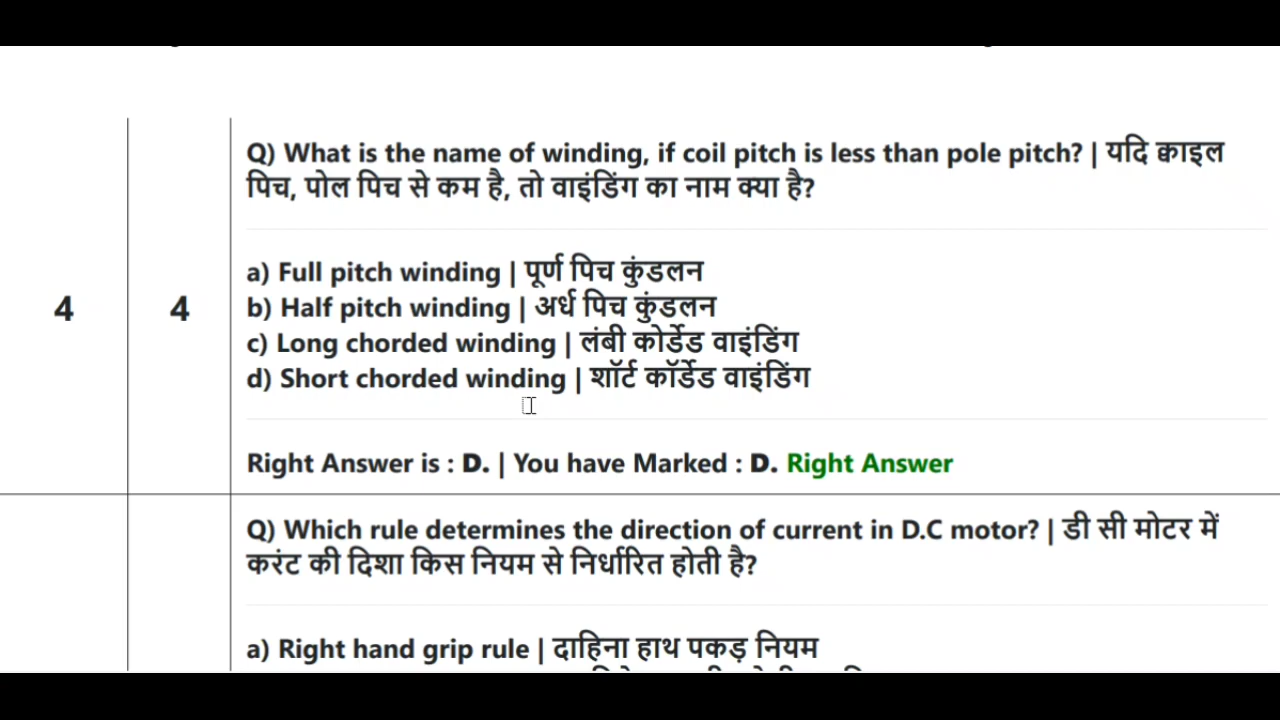 Q) What is the name of winding, if coil pitch is less than pole pitch? | यदि क्वाइल
पिच, पोल पिच से कम है, तो वाइंडिंग का नाम क्या है?
a) Full pitch winding | पूर्ण पिच कुंडलन
b) Half pitch winding | अर्ध पिच कुंडलन
4
4
c) Long chorded winding | लंबी कोर्डेड वाइंडिंग
d) Short chorded winding | शॉर्ट कॉर्डेड वाइंडिंग
Right Answer is : D. | You have Marked : D. Right Answer
Q) Which rule determines the direction of current in D.C motor? | डी सी मोटर में
करंट की दिशा किस नियम से निर्धारित होती है?
a) Right hand grip rule | दाहिना हाथ पकड़ नियम